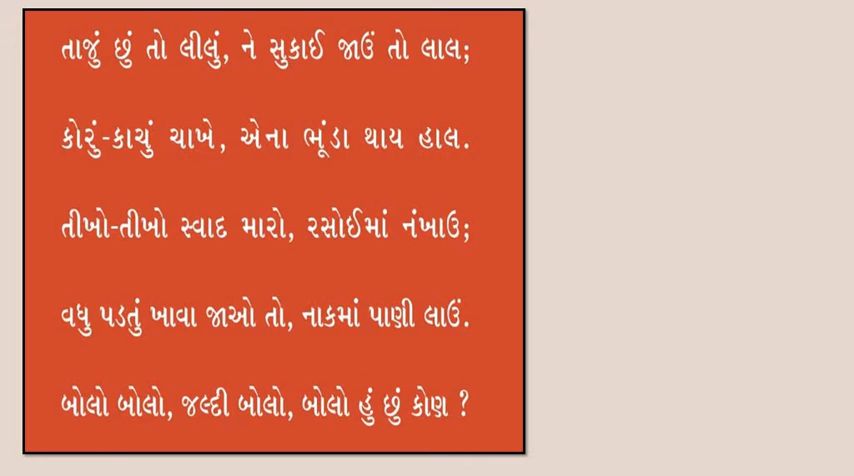 તાજું છું તો લીલું, ને સુકાઈ જાઉં તો લાલ;
કોરું-કાચું ચાખે, એના ભૂંડા થાય હાલ.
તીખો-તીખો સ્વાદ મારો, રસોઈમાં નંખાઉ;
વધુ પડતું ખાવા જાઓ તો, નાકમાં પાણી લાઉં.
બોલો બોલો, જલ્દી બોલો, બોલો હું છું કોણ ?